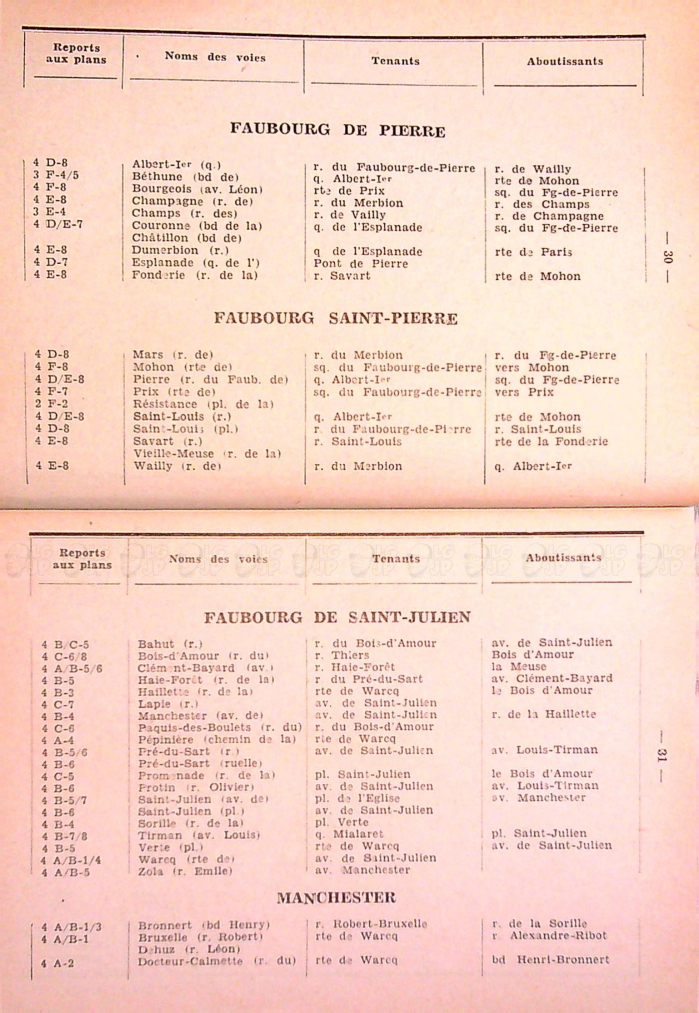 Reports aux plans Noms des voies Tenants Aboutissants
FAUBOURG DE PIERRE
4 D-8 Albert-Ier (q.) r. du Faubourg-de-Pierre r. de Wailly
3 F-4/5 Béthune (bd de) q. Albert-Ier rte de Mohon
4 F-8 Bourgeois (av. Léon) rte de Prix sq. du Fg-de-Pierre
4 E-8 Champagne (r. de) r. du Merbion r. des Champs
3 E-4 Champs (r. des) r. de Vailly r. de Champagne
4 D/E-7 Couronne (bd de la) q. de l'Esplanade sq. du Fg-de-Pierre
Châtillon (bd de)
4 E-8 Dumerbion (r.) q de l'Esplanade rte de Paris
4 D-7 Esplanade (q. de l') Pont de Pierre
4 E-8 Fonderie (r. de la) r. Savart rte de Mohon
— 30 —
FAUBOURG SAINT-PIERRE
4 D-8 Mars (r. de) r. du Merbion r. du Fg-de-Pierre
4 F-8 Mohon (rte de) sq. du Faubourg-de-Pierre vers Mohon
4 D/E-8 Pierre (r. du Faub. de) q. Albert-Ier sq. du Fg-de-Pierre
4 F-7 Prix (rte de) sq. du Faubourg-de-Pierre vers Prix
2 F-2 Résistance (pl. de la)
4 D/E-8 Saint-Louis (r.) q. Albert-Ier rte de Mohon
4 D-8 Saint-Louis (pl.) r. du Faubourg-de-Pierre r. Saint-Louis
4 E-8 Savart (r.) r. Saint-Louis rte de la Fonderie
Vieille-Meuse (r. de la)
4 E-8 Wailly (r. de) r. du Merbion q. Albert-Ier
Reports aux plans Noms des voies Tenants Aboutissants
FAUBOURG DE SAINT-JULIEN
4 B/C-5 Bahut (r.) r. du Bois-d'Amour av. de Saint-Julien
4 C-6/8 Bois-d'Amour (r. du) r. Thiers Bois d'Amour
4 A/B-5/6 Clément-Bayard (av.) r. Haie-Forêt la Meuse
4 B-5 Haie-Forêt (r. de la) r du Pré-du-Sart av. Clément-Bayard
4 B-3 Haillette (r. de la) rte de Warcq le Bois d'Amour
4 C-7 Lapie (r.) av. de Saint-Julien
4 B-4 Manchester (av. de) av. de Saint-Julien r. de la Haillette
4 C-6 Paquis-des-Boulets (r. du) r. du Bois-d'Amour
4 A-4 Pépinière (chemin de la) rte de Warcq
4 B-5/6 Pré-du-Sart (r.) av. de Saint-Julien av. Louis-Tirman
4 B-6 Pré-du-Sart (ruelle)
4 C-5 Promenade (r. de la) pl. Saint-Julien le Bois d'Amour
4 B-6 Protin (r. Olivier) av. de Saint-Julien av. Louis-Tirman
4 B-5/7 Saint-Julien (av. de) pl. de l'Eglise av. Manchester
4 B-6 Saint-Julien (pl.) av. de Saint-Julien
4 B-4 Sorille (r. de la) pl. Verte
4 B-7/8 Tirman (av. Louis) q. Mialaret pl. Saint-Julien
4 B-5 Verte (pl.) rte de Warcq av. de Saint-Julien
4 A/B-1/4 Warcq (rte de) av. de Saint-Julien
4 A/B-5 Zola (r. Emile) av. Manchester
— 31 —
MANCHESTER
4 A/B-1/3 Bronnert (bd Henry) r. Robert-Bruxelle r. de la Sorille
4 A/B-1 Bruxelle (r. Robert) rte de Warcq r. Alexandre-Ribot
Dehuz (r. Léon)
4 A-2 Docteur-Calmette (r. du) rte de Warcq bd Henri-Bronnert